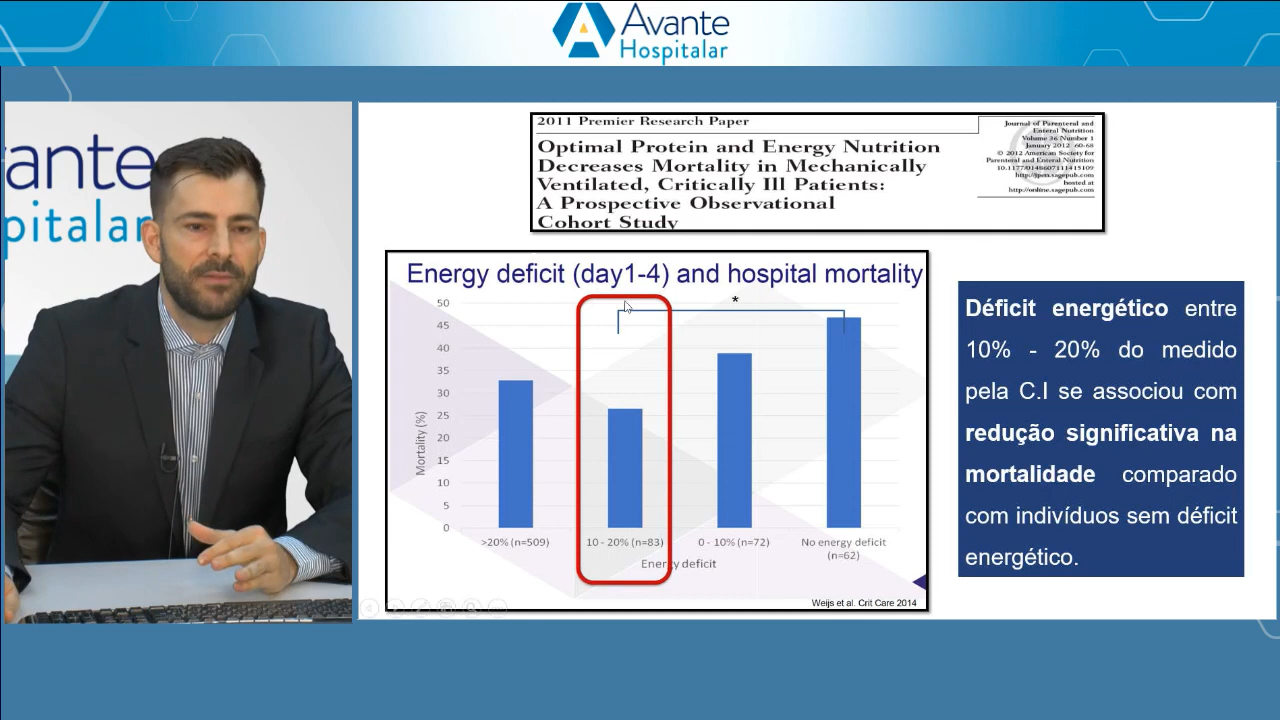 Avante
Hospitalar
ante
pitalar
2011 Premier Research Paper
Optimal Protein and Energy Nutrition
Decreases Mortality in Mechanically
Ventilated, Critically Ill Patients:
A Prospective Observational
Cohort Study
Journal of Parenteral and
Enteral Nutrition
Volume 36 Number 1
January 2012 60-68
© 2012 American Society for
Parenteral and Enteral Nutrition
10.1177/0148607111415109
http://jpen.sagepub.com
hosted at
http://online.sagepub.com
Energy deficit (day1-4) and hospital mortality
*
50
45
40
35
30
25
20
15
10
5
0
Mortality (%)
>20% (n=509)
10 - 20% (n=83)
0 - 10% (n=72)
No energy deficit
(n=62)
Energy deficit
Weijs et al. Crit Care 2014
Déficit energético entre
10% - 20% do medido
pela C.I se associou com
redução significativa na
mortalidade comparado
com indivíduos sem déficit
energético.